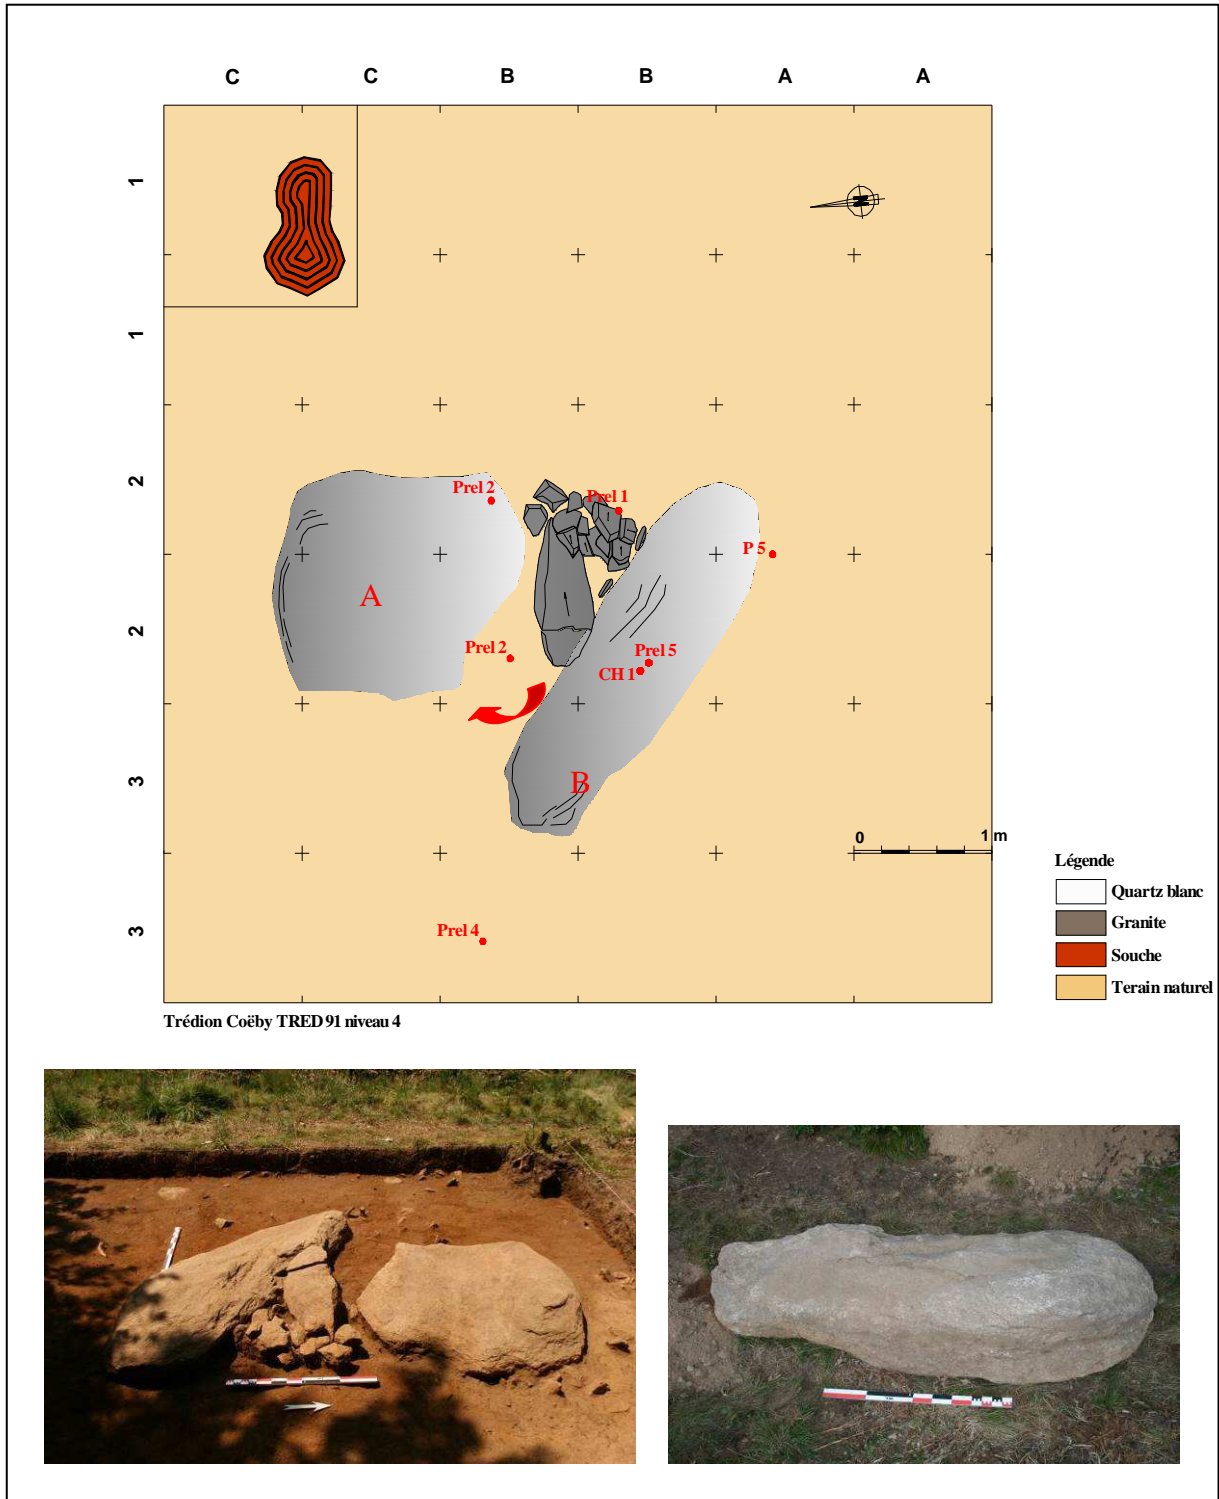 C C B B A A
1
N
1
2
Prel 2
Prel 1
P 5
A
2
Prel 2
Prel 5
CH 1
3
B
0 1 m
Légende
Quartz blanc
Granite
3
Prel 4
Souche
Terain naturel
Trédion Coëby TRED 91 niveau 4